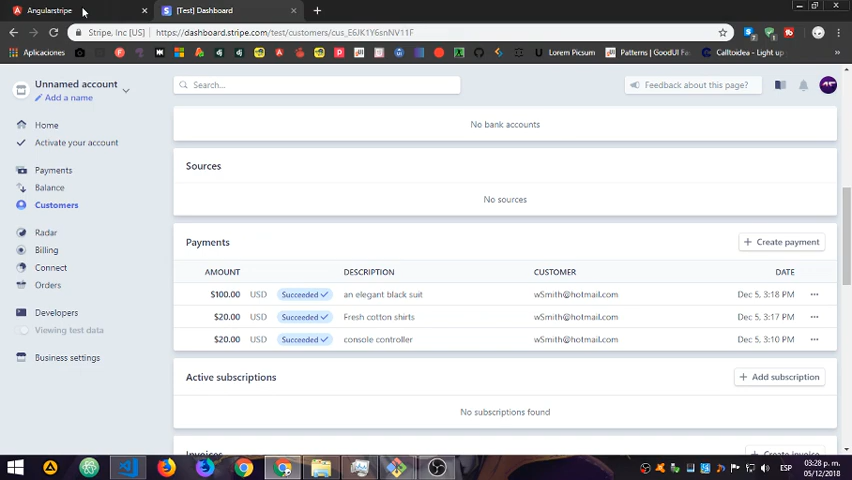 Angularstripe
[Test] Dashboard
Stripe, Inc [US]
https://dashboard.stripe.com/test/customers/cus_E6JK1Y6snNV11F
Aplicaciones
Lorem Picsum
Patterns | GoodUI Fa
Calltoidea - Light up
Unnamed account
Add a name
Search...
Feedback about this page?
Home
Activate your account
Payments
Balance
Customers
Radar
Billing
Connect
Orders
Developers
Viewing test data
Business settings
No bank accounts
Sources
No sources
Payments
+ Create payment
AMOUNT DESCRIPTION CUSTOMER DATE
$100.00 USD Succeeded an elegant black suit wSmith@hotmail.com Dec 5, 3:18 PM
$20.00 USD Succeeded Fresh cotton shirts wSmith@hotmail.com Dec 5, 3:17 PM
$20.00 USD Succeeded console controller wSmith@hotmail.com Dec 5, 3:10 PM
Active subscriptions
+ Add subscription
No subscriptions found
Invoices
+ Create invoice
ESP
03:28 p. m.
05/12/2018